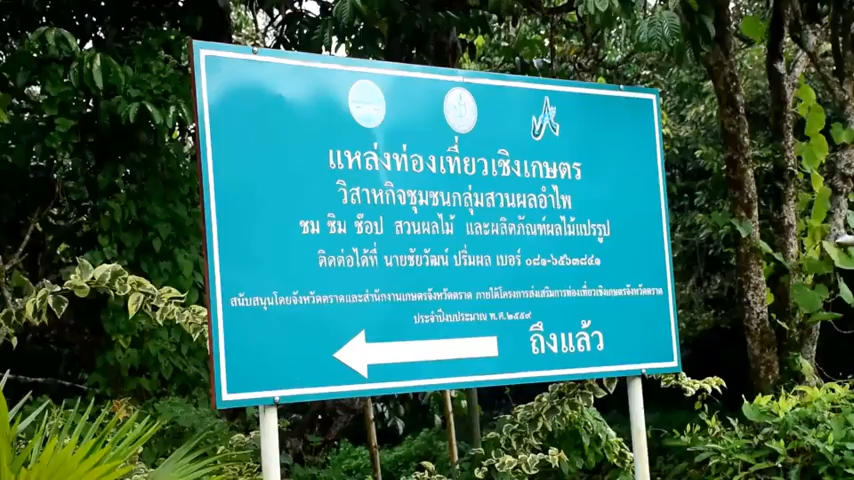 แหล่งท่องเที่ยวเชิงเกษตร
วิสาหกิจชุมชนกลุ่มสวนผลอำไพ
ชม ชิม ช๊อป สวนผลไม้ และผลิตภัณฑ์ผลไม้แปรรูป
ติดต่อได้ที่ นายชัยวัฒน์ ปริ่มผล เบอร์ ๐๘๑-๖๕๖๓๘๔๑
สนับสนุนโดยจังหวัดตราดและสำนักงานเกษตรจังหวัดตราด ภายใต้โครงการส่งเสริมการท่องเที่ยวเชิงเกษตรจังหวัดตราด
ประจำปีงบประมาณ พ.ศ.๒๕๕๙
ถึงแล้ว